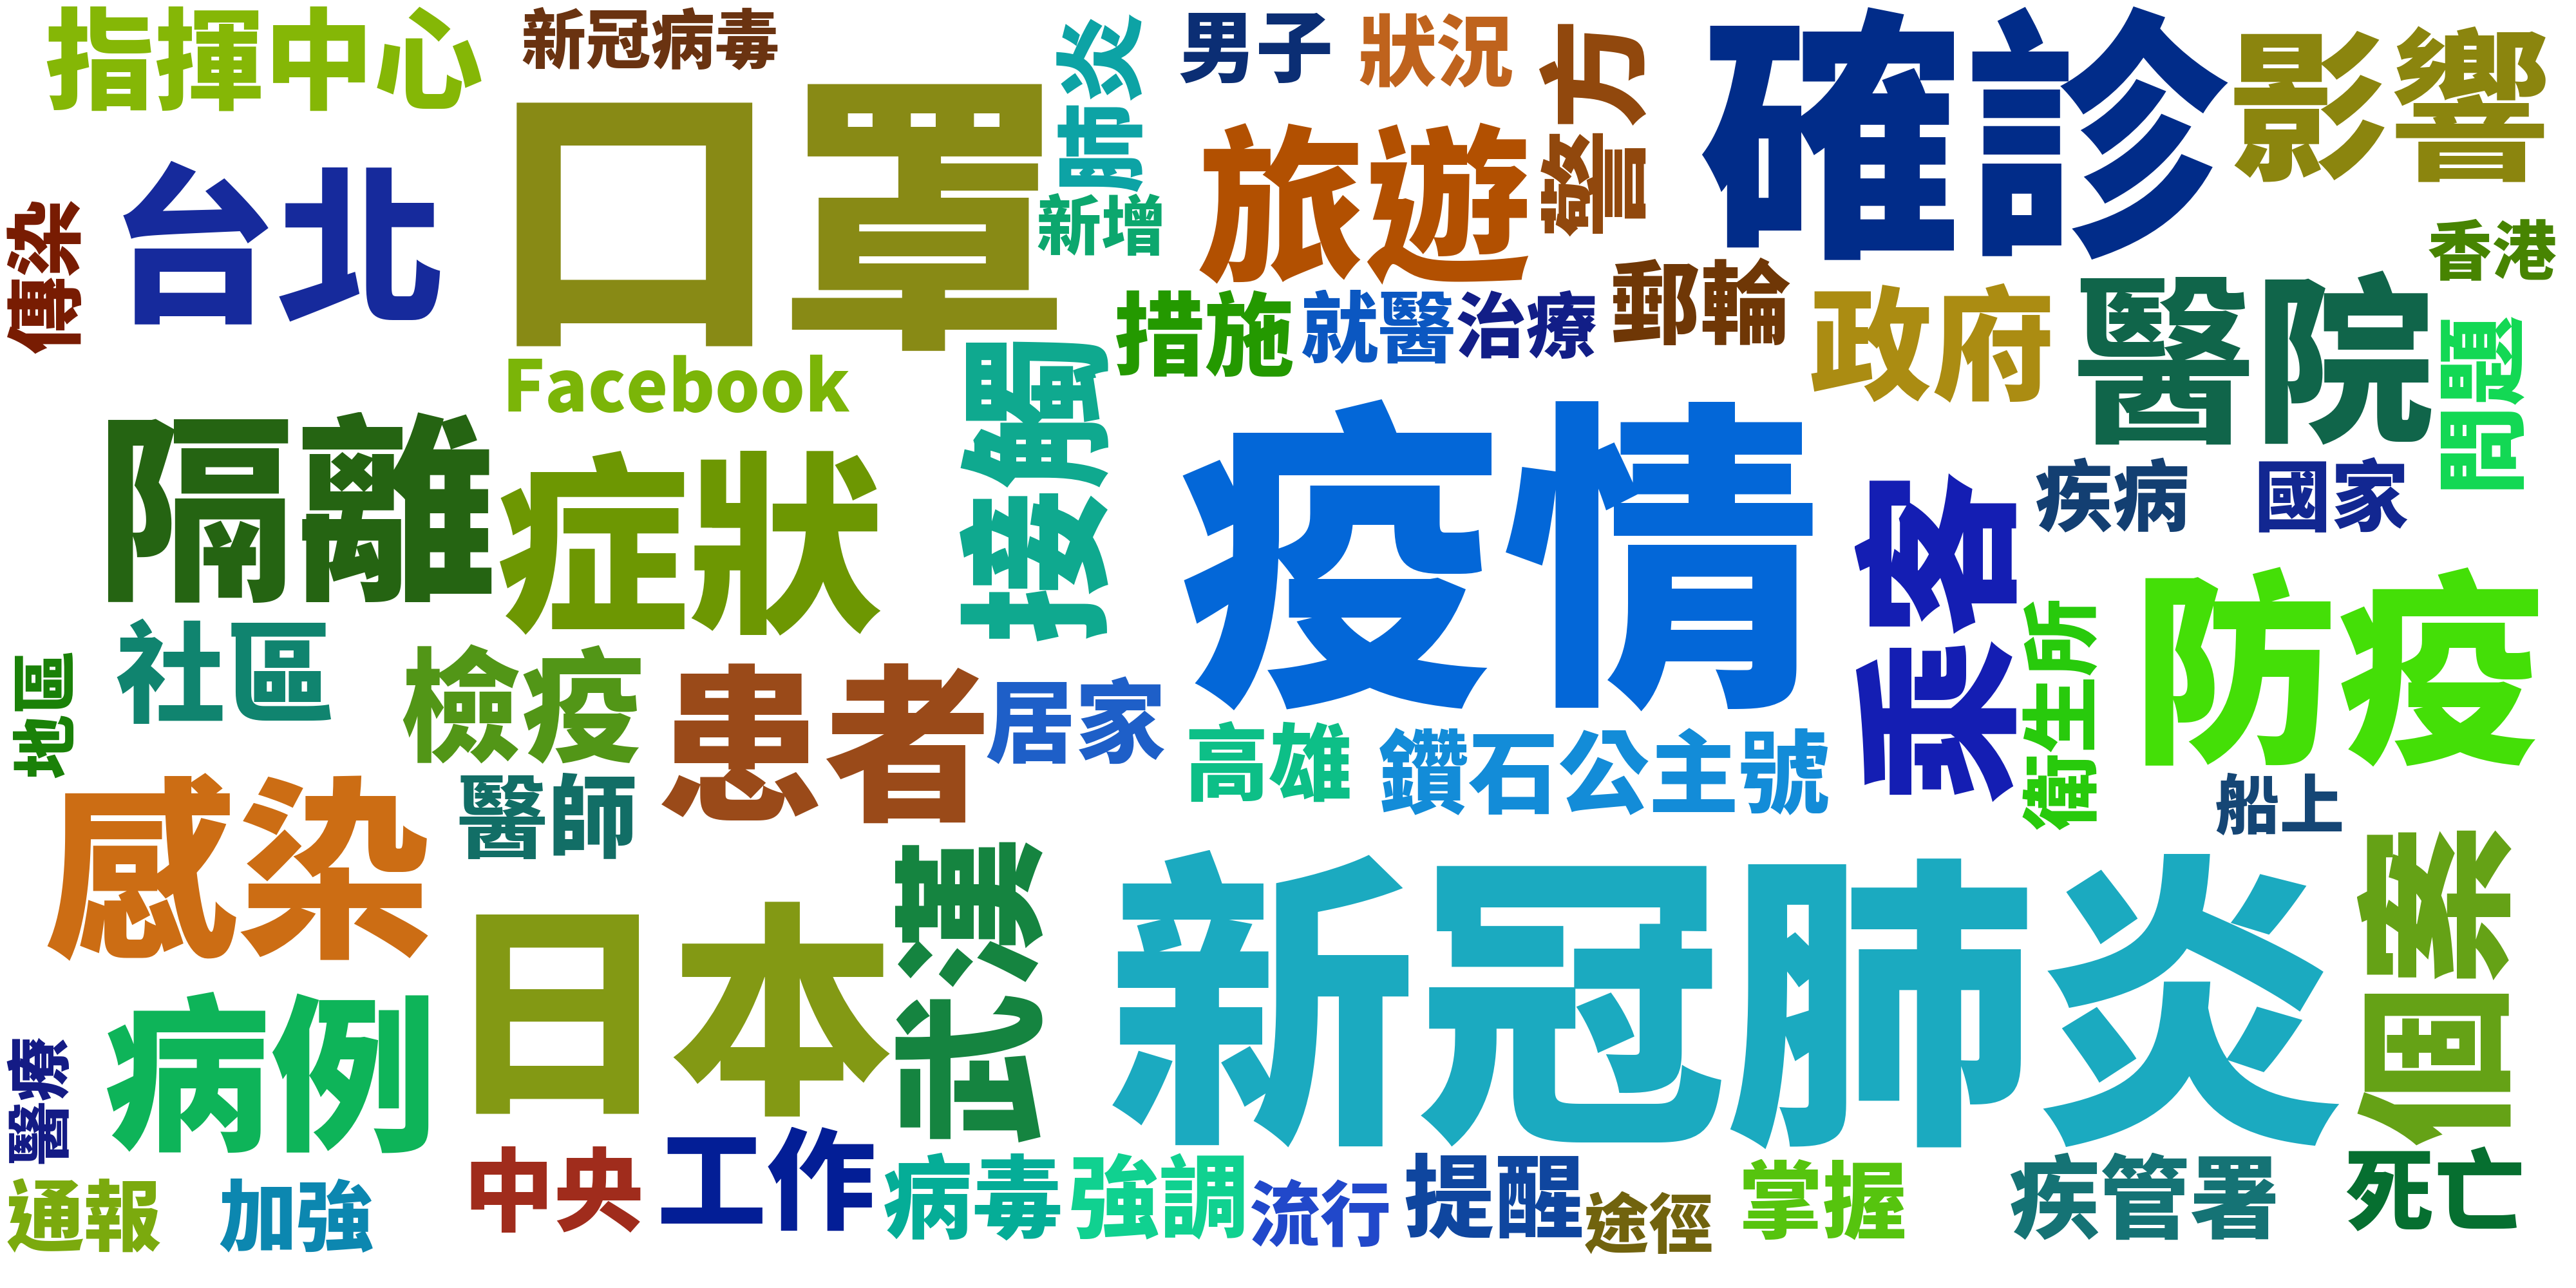 指揮中心
新冠病毒
肺炎
男子
狀況
警方
確診
影響
口罩
旅遊
台北
傳染
新增
香港
措施
就醫
治療
郵輪
政府
醫院
問題
Facebook
接觸
隔離
症狀
疫情
乘客
疾病
國家
防疫
社區
地區
檢疫
患者
居家
高雄
鑽石公主號
衛生所
船上
感染
醫師
武漢
新冠肺炎
個案
日本
病例
醫療
通報
加強
中央
工作
病毒
強調
流行
提醒
途徑
掌握
疾管署
死亡